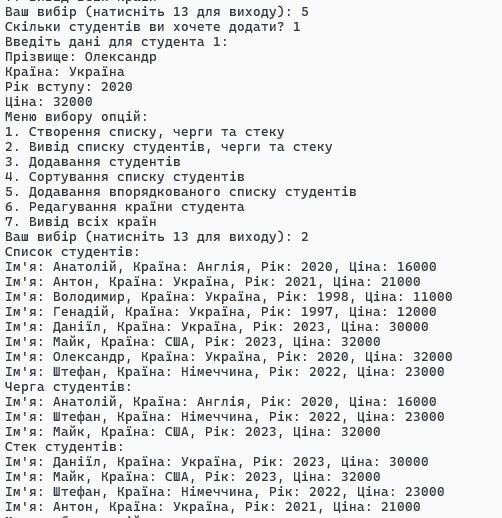 Ваш вибір (натисніть 13 для виходу): 5
Скільки студентів ви хочете додати? 1
Введіть дані для студента 1:
Прізвище: Олександр
Країна: Україна
Рік вступу: 2020
Ціна: 32000
Меню вибору опцій:
1. Створення списку, черги та стеку
2. Вивід списку студентів, черги та стеку
3. Додавання студентів
4. Сортування списку студентів
5. Додавання впорядкованого списку студентів
6. Редагування країни студента
7. Вивід всіх країн
Ваш вибір (натисніть 13 для виходу): 2
Список студентів:
Ім'я: Анатолій, Країна: Англія, Рік: 2020, Ціна: 16000
Ім'я: Антон, Країна: Україна, Рік: 2021, Ціна: 21000
Ім'я: Володимир, Країна: Україна, Рік: 1998, Ціна: 11000
Ім'я: Генадій, Країна: Україна, Рік: 1997, Ціна: 12000
Ім'я: Данііл, Країна: Україна, Рік: 2023, Ціна: 30000
Ім'я: Майк, Країна: США, Рік: 2023, Ціна: 32000
Ім'я: Олександр, Країна: Україна, Рік: 2020, Ціна: 32000
Ім'я: Штефан, Країна: Німеччина, Рік: 2022, Ціна: 23000
Черга студентів:
Ім'я: Анатолій, Країна: Англія, Рік: 2020, Ціна: 16000
Ім'я: Штефан, Країна: Німеччина, Рік: 2022, Ціна: 23000
Ім'я: Майк, Країна: США, Рік: 2023, Ціна: 32000
Стек студентів:
Ім'я: Данііл, Країна: Україна, Рік: 2023, Ціна: 30000
Ім'я: Майк, Країна: США, Рік: 2023, Ціна: 32000
Ім'я: Штефан, Країна: Німеччина, Рік: 2022, Ціна: 23000
Ім'я: Антон, Країна: Україна, Рік: 2021, Ціна: 21000